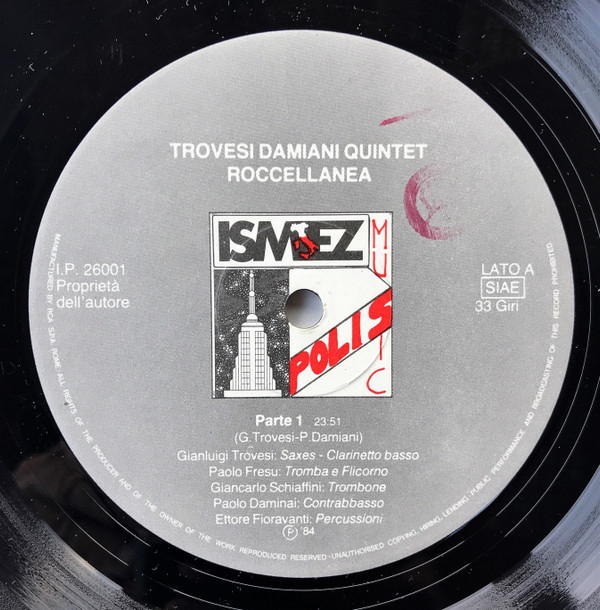 TROVESI DAMIANI QUINTET
ROCCELLANEA
ISMEZ
MUSIC
POLIS
I.P. 26001
Proprietà
dell'autore
LATO A
SIAE
33 Giri
Parte 1 23:51
(G.Trovesi-P.Damiani)
Gianluigi Trovesi: Saxes - Clarinetto basso
Paolo Fresu: Tromba e Flicorno
Giancarlo Schiaffini: Trombone
Paolo Daminai: Contrabbasso
Ettore Fioravanti: Percussioni
Ⓟ '84
MANUFACTURED BY RCA S.P.A. ROME. ALL RIGHTS OF THE PRODUCER AND OF THE OWNER OF THE WORK REPRODUCED RESERVED - UNAUTHORISED COPYING, HIRING, LENDING, PUBLIC PERFORMANCE AND BROADCASTING OF THIS RECORD PROHIBITED.